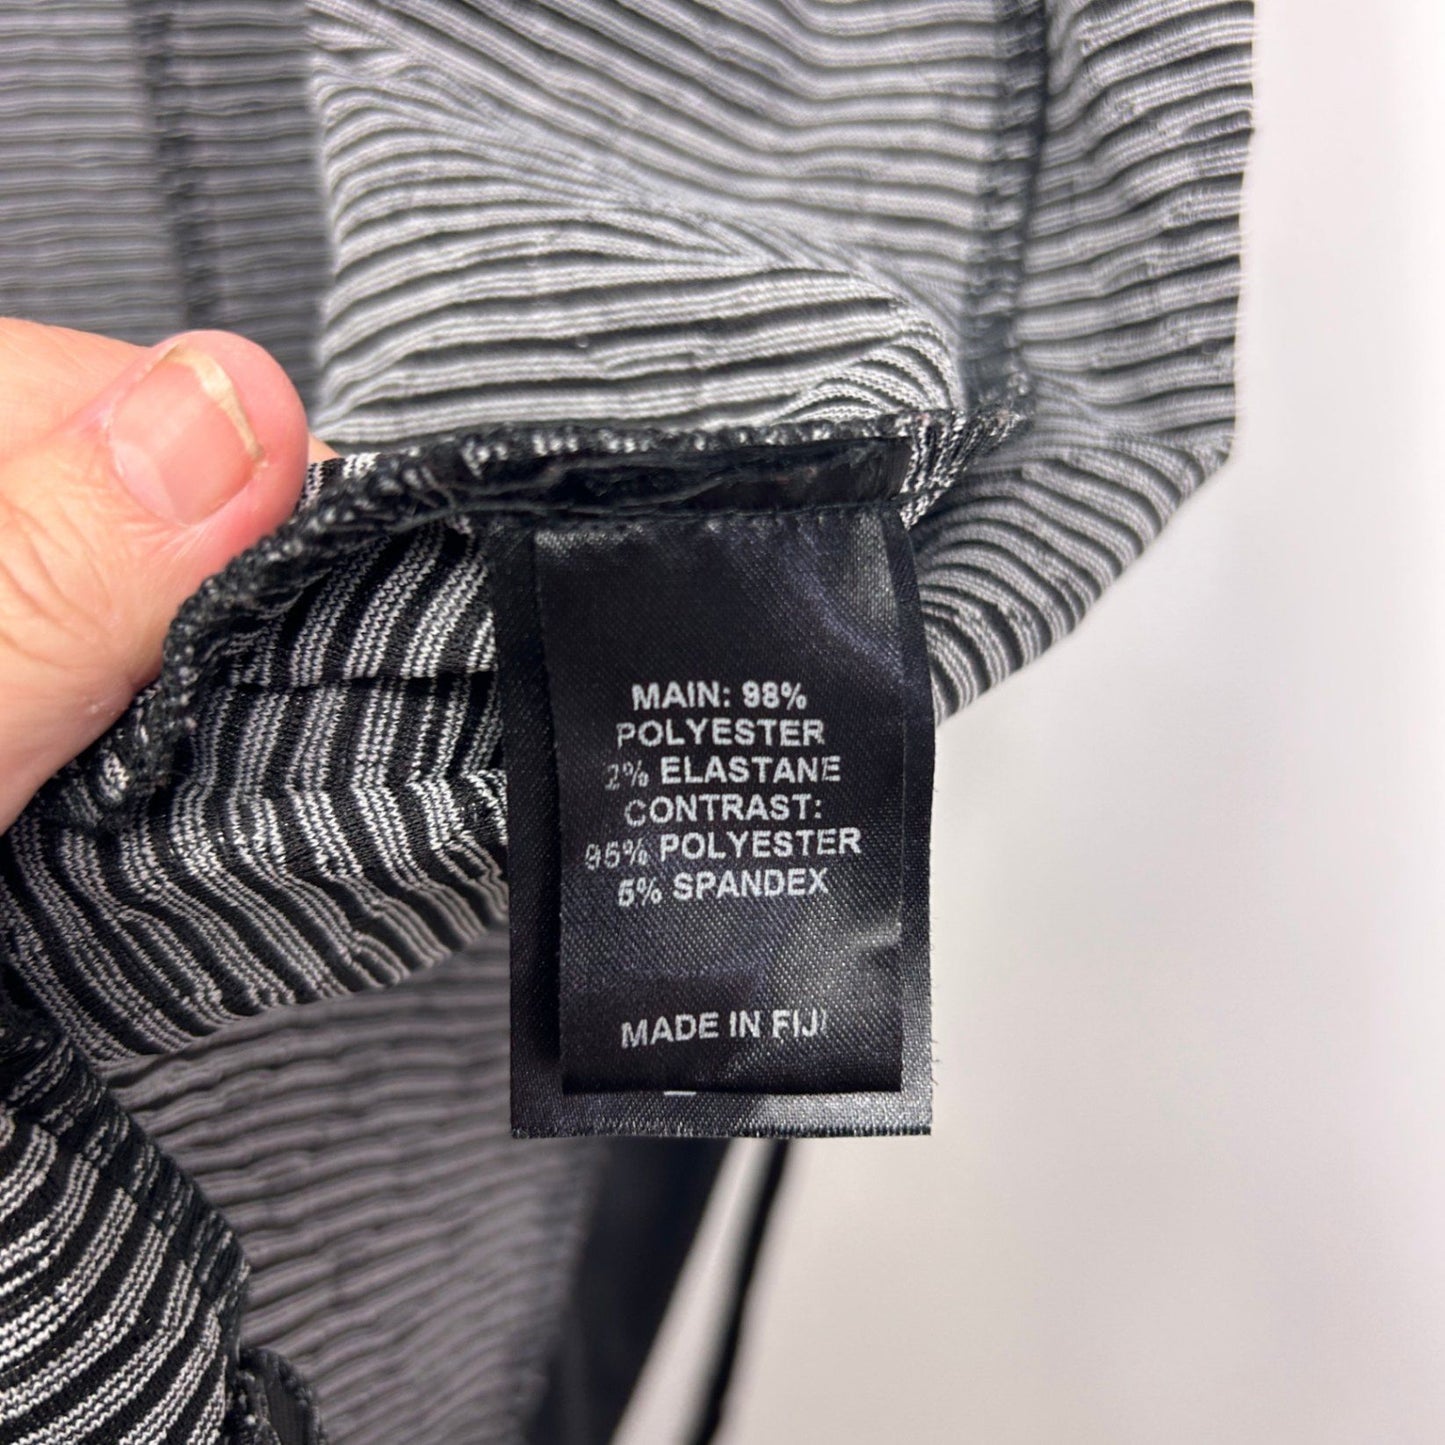 MAIN: 98%
POLYESTER
2% ELASTANE
CONTRAST:
95% POLYESTER
5% SPANDEX
MADE IN FIJI